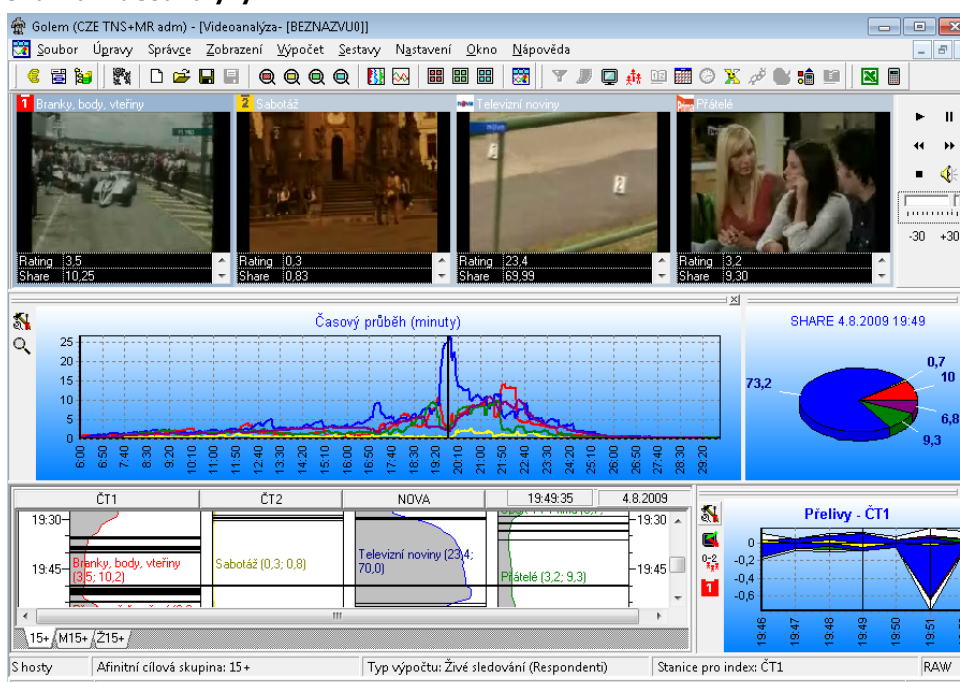 Golem (CZE TNS+MR adm) - [Videoanalýza- [BEZNAZVU0]]
Soubor Úpravy Správce Zobrazení Výpočet Sestavy Nastavení Okno Nápověda
1 Branky, body, vteřiny
2 Sabotáž
nova Televizní noviny
Prima Přátelé
Rating 3,5
Share 10,25
Rating 0,3
Share 0,83
Rating 23,4
Share 69,99
Rating 3,2
Share 9,30
-30 +30
Časový průběh (minuty)
25
20
15
10
5
0
6:00 6:50 7:40 8:30 9:20 10:10 11:00 11:50 12:40 13:30 14:20 15:10 16:00 16:50 17:40 18:30 19:20 20:10 21:00 21:50 22:40 23:30 24:20 25:10 26:00 26:50 27:40 28:30 29:20
SHARE 4.8.2009 19:49
73,2
0,7
10
6,8
9,3
ČT1 ČT2 NOVA 19:49:35 4.8.2009
19:30
19:30
19:45
Branky, body, vteřiny
(3,5; 10,2)
Sabotáž (0,3; 0,8)
Televizní noviny (23,4;
70,0)
Přátelé (3,2; 9,3)
19:45
15+ M15+ Ž15+
Přelivy - ČT1
0-2
1
0
-0,2
-0,4
-0,6
19:46 19:47 19:48 19:49 19:50 19:51
S hosty
Afinitní cílová skupina: 15+
Typ výpočtu: Živé sledování (Respondenti)
Stanice pro index: ČT1
RAW